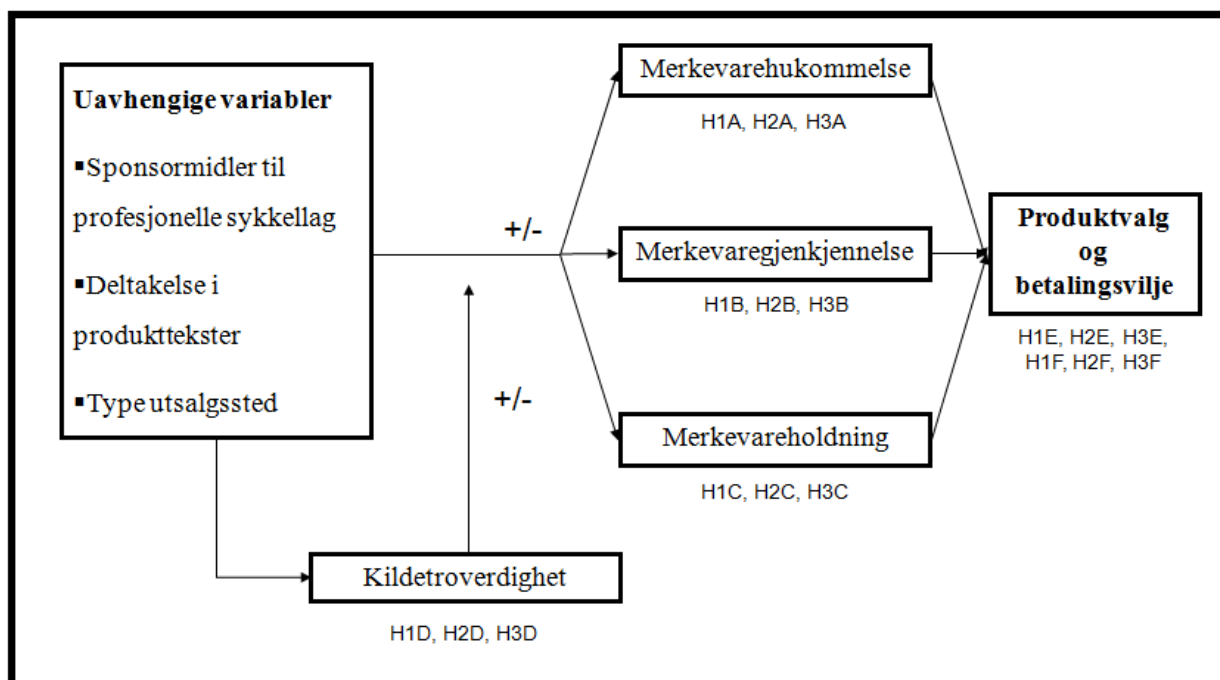 Uavhengige variabler
▪Sponsormidler til
profesjonelle sykkellag
▪Deltakelse i
produkttekster
▪Type utsalgssted
+/-
+/-
Merkevarehukommelse
H1A, H2A, H3A
Merkevaregjenkjennelse
H1B, H2B, H3B
Merkevareholdning
H1C, H2C, H3C
Produktvalg
og
betalingsvilje
H1E, H2E, H3E,
H1F, H2F, H3F
Kildetroverdighet
H1D, H2D, H3D